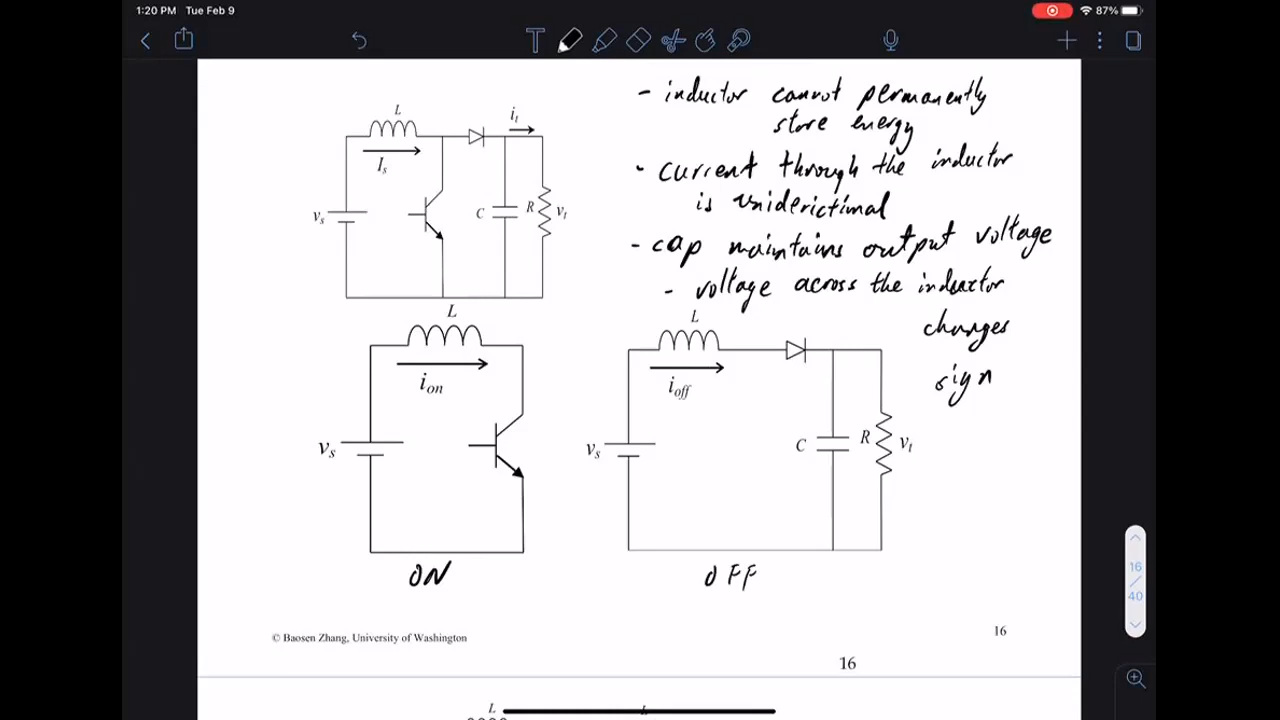 1:20 PM Tue Feb 9
87%
- inductor cannot permanently
store energy
- current through the inductor
is uniderictimal
- cap maintains output voltage
- voltage across the inductor
changes
sign
L
i_t
I_s
v_s
C
R
v_t
L
i_on
v_s
ON
L
i_off
v_s
C
R
v_t
OFF
© Baosen Zhang, University of Washington
16
16
16
/
40
L